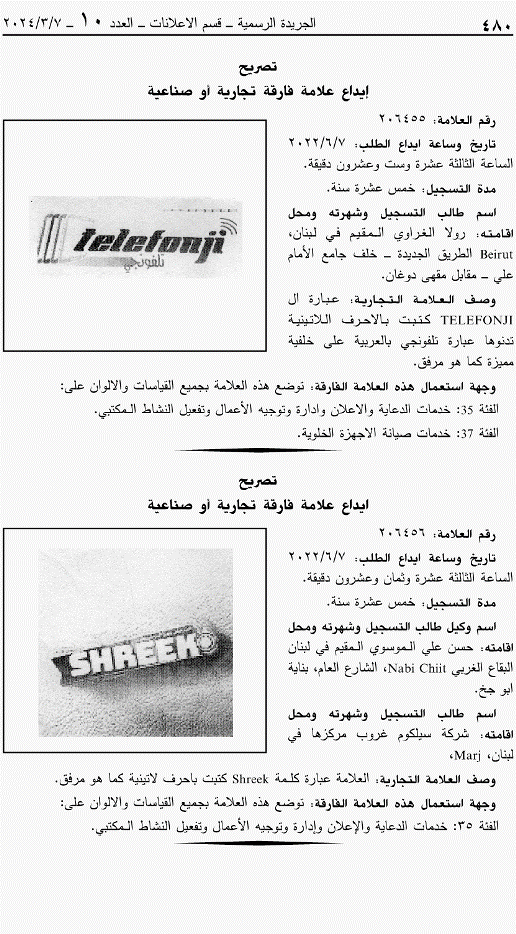 ٤٨٠
الجريدة الرسمية ــ قسم الاعلانات ــ العدد ١٠ ــ ٢٠٢٤/٣/٧
تصريح
إيداع علامة فارقة تجارية أو صناعية
رقم العلامة: ٢٠٦٤٥٥
تاريخ وساعة ايداع الطلب: ٢٠٢٢/٦/٧
الساعة الثالثة عشرة وست وعشرون دقيقة.
مدة التسجيل: خمس عشرة سنة.
اسم طالب التسجيل وشهرته ومحل
اقامته: رولا الغراوي المقيم في لبنان،
Beirut الطريق الجديدة ــ خلف جامع الأمام
علي ــ مقابل مقهى دوغان.
وصف العلامة التجارية: عبارة ال
TELEFONJI كتبت بالاحرف اللاتينية
تدنوها عبارة تلفونجي بالعربية على خلفية
مميزة كما هو مرفق.
telefonji
تلفونجي
وجهة استعمال هذه العلامة الفارقة: توضع هذه العلامة بجميع القياسات والالوان على:
الفئة 35: خدمات الدعاية والاعلان وادارة وتوجيه الأعمال وتفعيل النشاط المكتبي.
الفئة 37: خدمات صيانة الاجهزة الخلوية.
تصريح
ايداع علامة فارقة تجارية أو صناعية
رقم العلامة: ٢٠٦٤٥٦
تاريخ وساعة ايداع الطلب: ٢٠٢٢/٦/٧
الساعة الثالثة عشرة وثمان وعشرون دقيقة.
مدة التسجيل: خمس عشرة سنة.
اسم وكيل طالب التسجيل وشهرته ومحل
اقامته: حسن علي الموسوي المقيم في لبنان
البقاع الغربي Nabi Chiit، الشارع العام، بناية
ابو جخ.
اسم طالب التسجيل وشهرته ومحل
اقامته: شركة سيلكوم غروب مركزها في
لبنان، Marj،
SHREEK
وصف العلامة التجارية: العلامة عبارة كلمة Shreek كتبت باحرف لاتينية كما هو مرفق.
وجهة استعمال هذه العلامة الفارقة: توضع هذه العلامة بجميع القياسات والالوان على:
الفئة ٣٥: خدمات الدعاية والإعلان وإدارة وتوجيه الأعمال وتفعيل النشاط المكتبي.